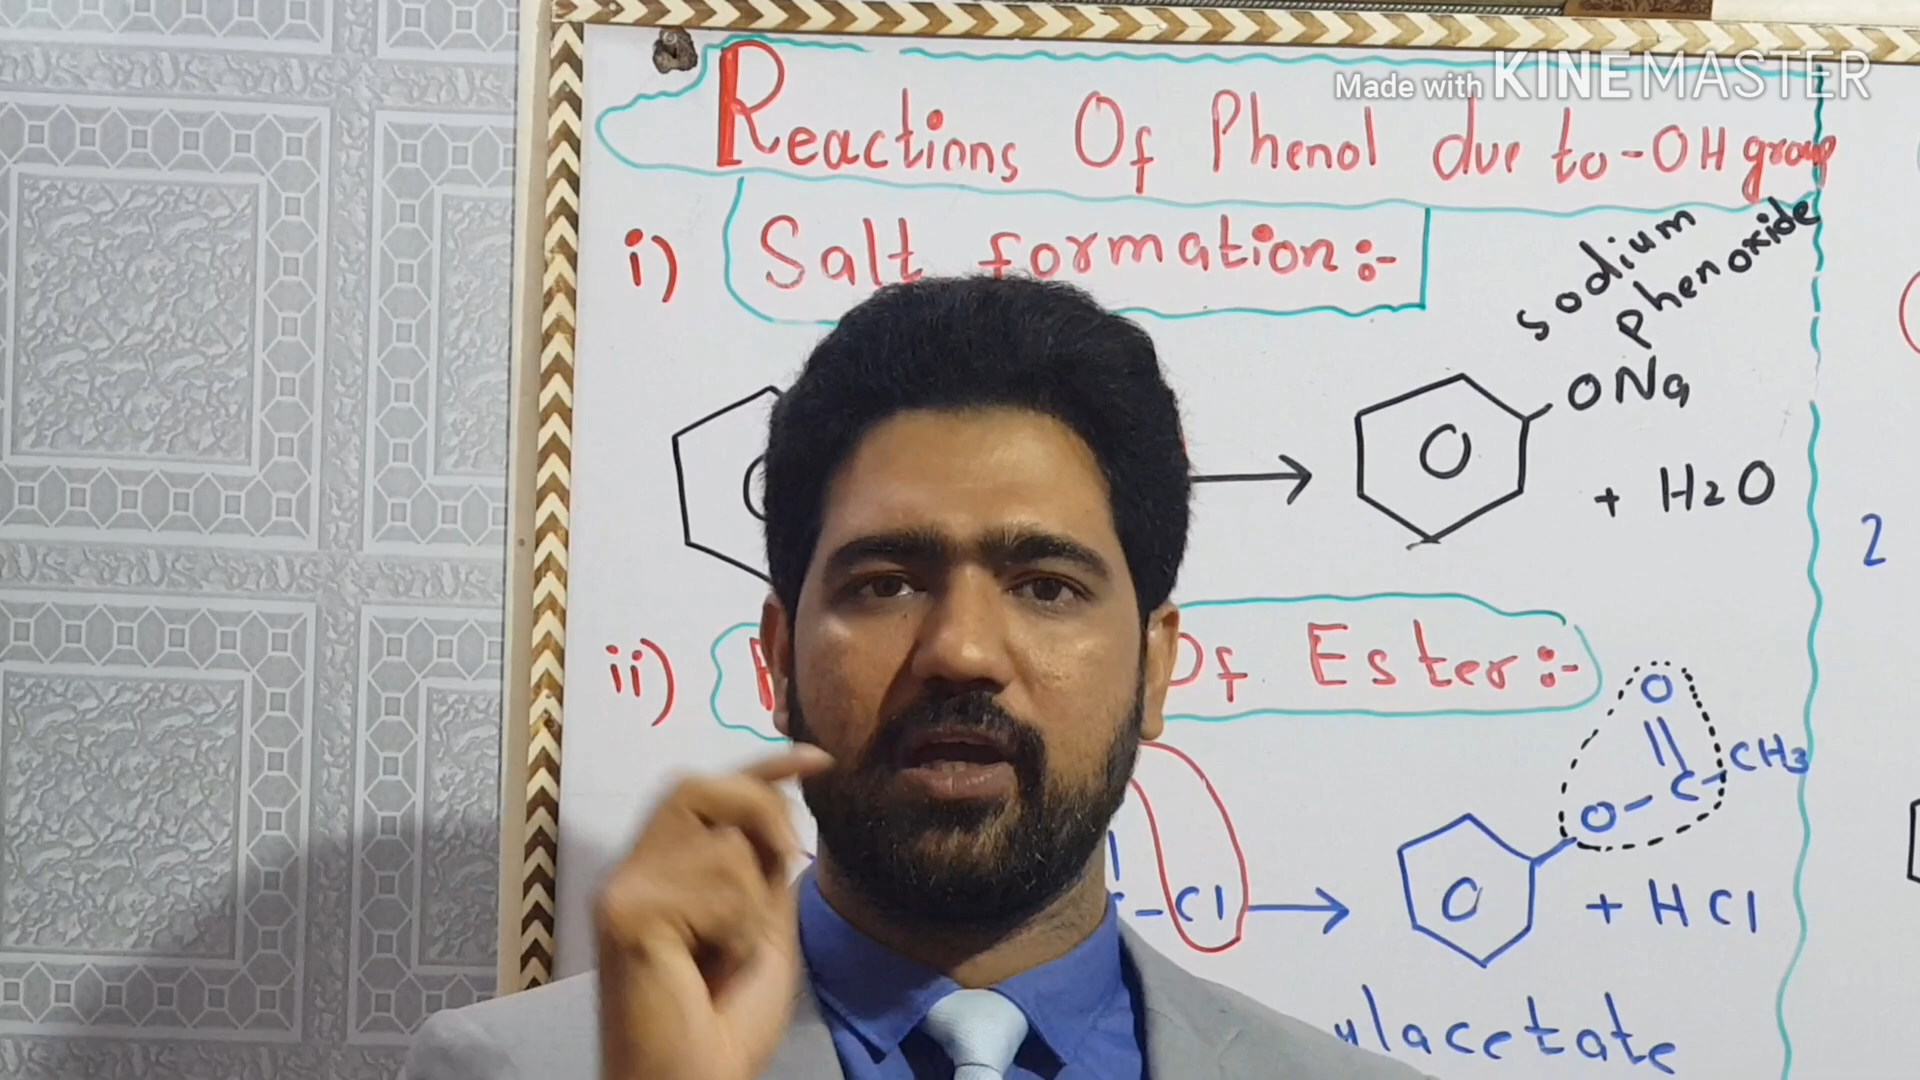 Made with KINEMASTER
Reactions Of Phenol due to -OH group
i) Salt formation:-
sodium
phenoxide
ONa
+ H2O
2
ii) Of Ester:-
O
O-C-CH3
-Cl
+ HCl